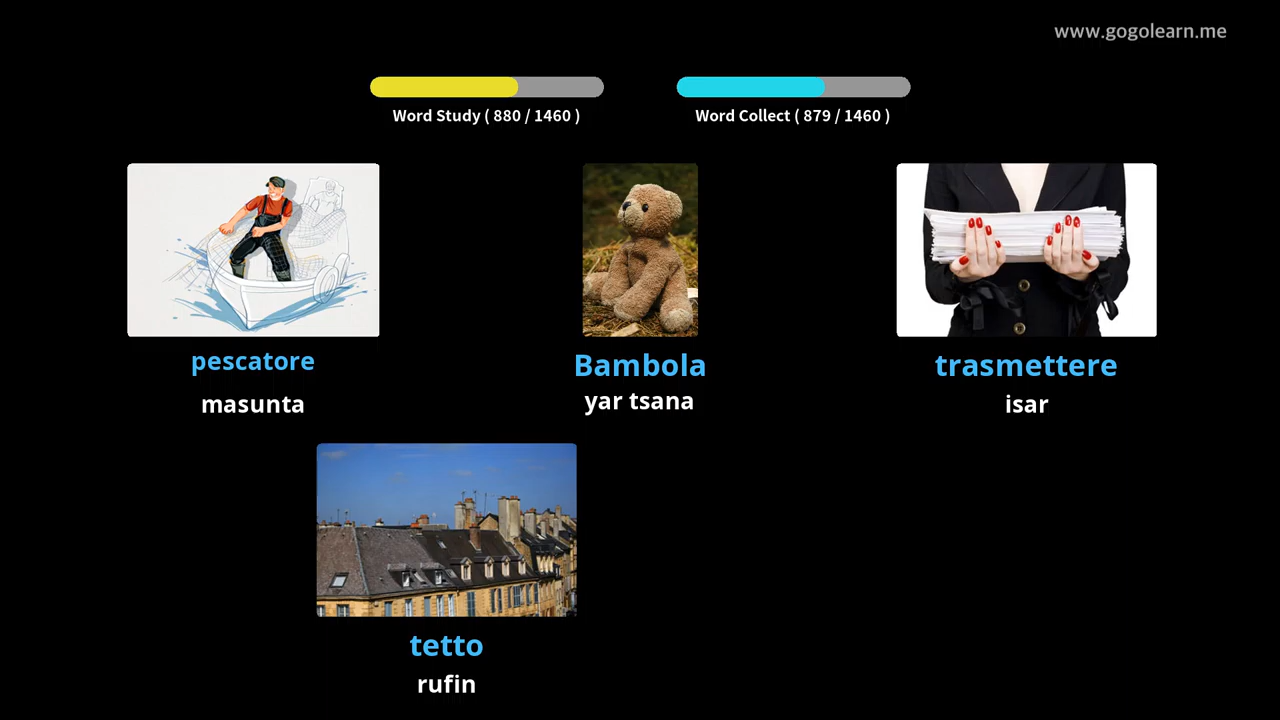 www.gogolearn.me
Word Study ( 880 / 1460 )
Word Collect ( 879 / 1460 )
pescatore
masunta
Bambola
yar tsana
trasmettere
isar
tetto
rufin